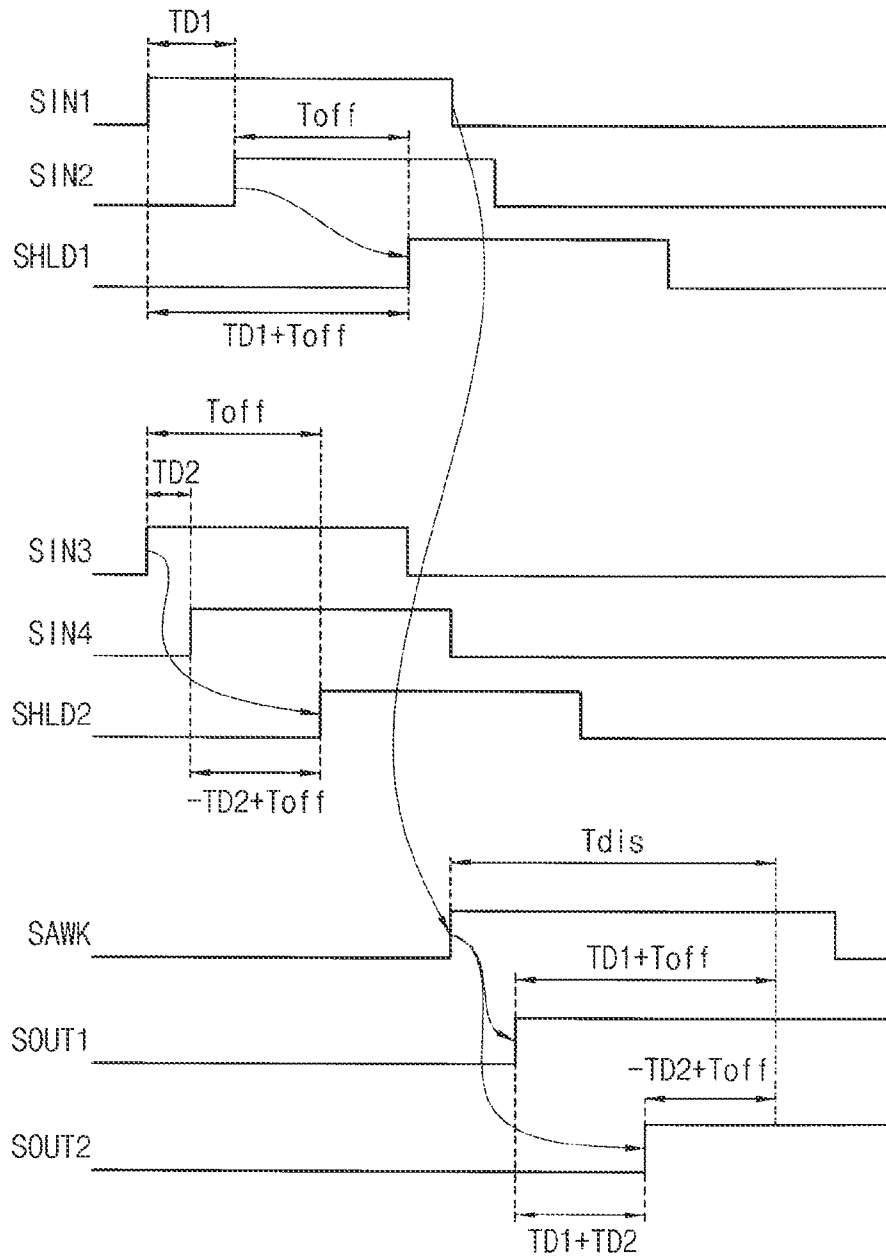 TD1
SIN1
Toff
SIN2
SHLD1
TD1+Toff
Toff
TD2
SIN3
SIN4
SHLD2
-TD2+Toff
Tdis
SAWK
TD1+Toff
SOUT1
-TD2+Toff
SOUT2
TD1+TD2